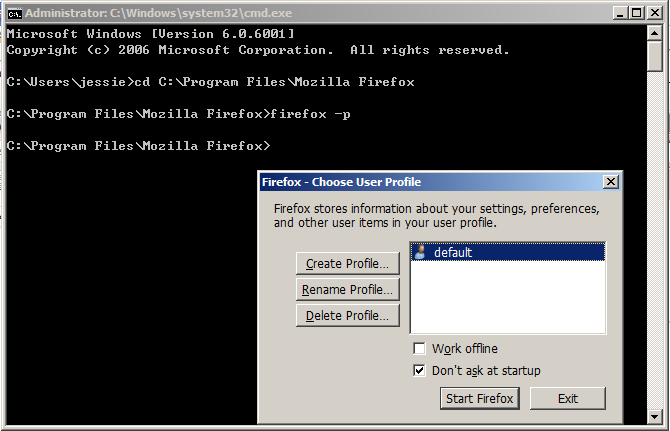 Administrator: C:\Windows\system32\cmd.exe
Microsoft Windows [Version 6.0.6001]
Copyright (c) 2006 Microsoft Corporation.  All rights reserved.
C:\Users\jessie>cd C:\Program Files\Mozilla Firefox
C:\Program Files\Mozilla Firefox>firefox -p
C:\Program Files\Mozilla Firefox>
Firefox - Choose User Profile
Firefox stores information about your settings, preferences,
and other user items in your user profile.
default
Create Profile...
Rename Profile...
Delete Profile...
Work offline
Don't ask at startup
Start Firefox
Exit